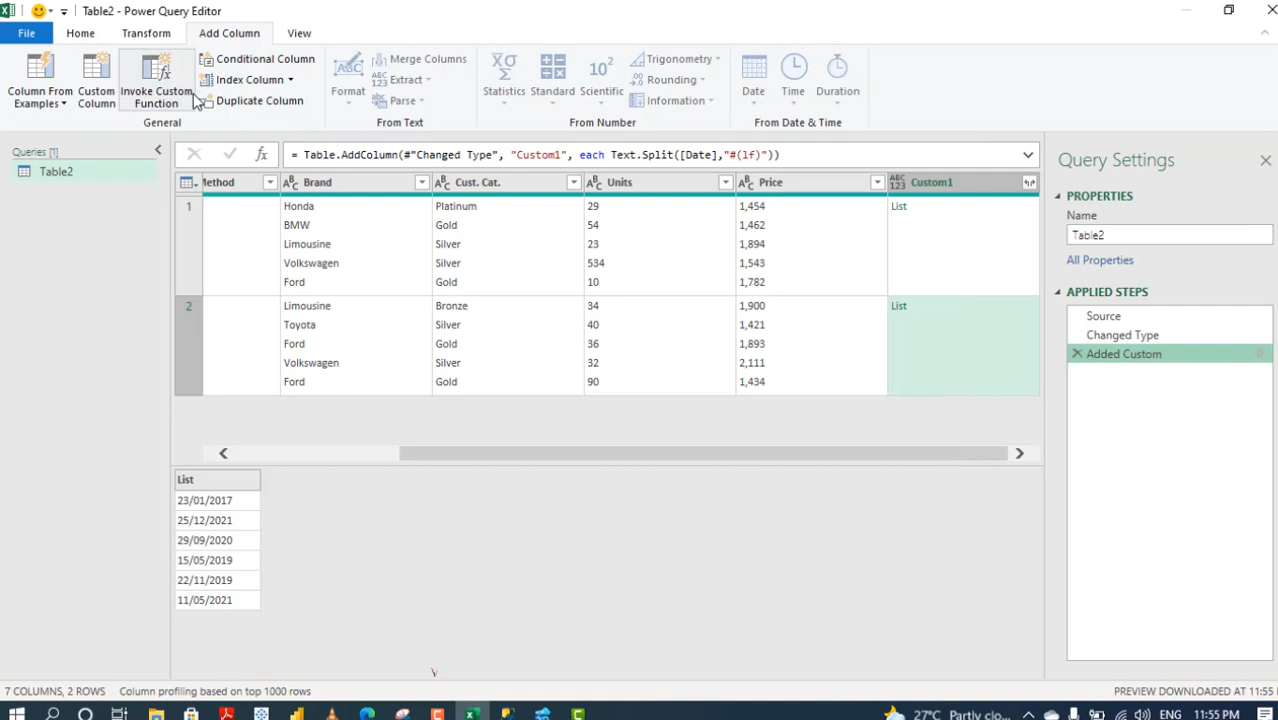 Table2 - Power Query Editor
File Home Transform Add Column View
Column From Examples
Custom Column
Invoke Custom Function
Conditional Column
Index Column
Duplicate Column
General
Format
Merge Columns
Extract
Parse
From Text
Statistics
Standard
10²
Scientific
Trigonometry
Rounding
Information
From Number
Date
Time
Duration
From Date & Time
Queries [1]
Table2
= Table.AddColumn(#"Changed Type", "Custom1", each Text.Split([Date],"#(lf)"))
Method Brand Cust. Cat. Units Price Custom1
1 Honda Platinum 29 1,454 List
BMW Gold 54 1,462
Limousine Silver 23 1,894
Volkswagen Silver 534 1,543
Ford Gold 10 1,782
2 Limousine Bronze 34 1,900 List
Toyota Silver 40 1,421
Ford Gold 36 1,893
Volkswagen Silver 32 2,111
Ford Gold 90 1,434
List
23/01/2017
25/12/2021
29/09/2020
15/05/2019
22/11/2019
11/05/2021
Query Settings
PROPERTIES
Name
Table2
All Properties
APPLIED STEPS
Source
Changed Type
Added Custom
7 COLUMNS, 2 ROWS Column profiling based on top 1000 rows
PREVIEW DOWNLOADED AT 11:55
27°C Partly clo... ENG 11:55 PM